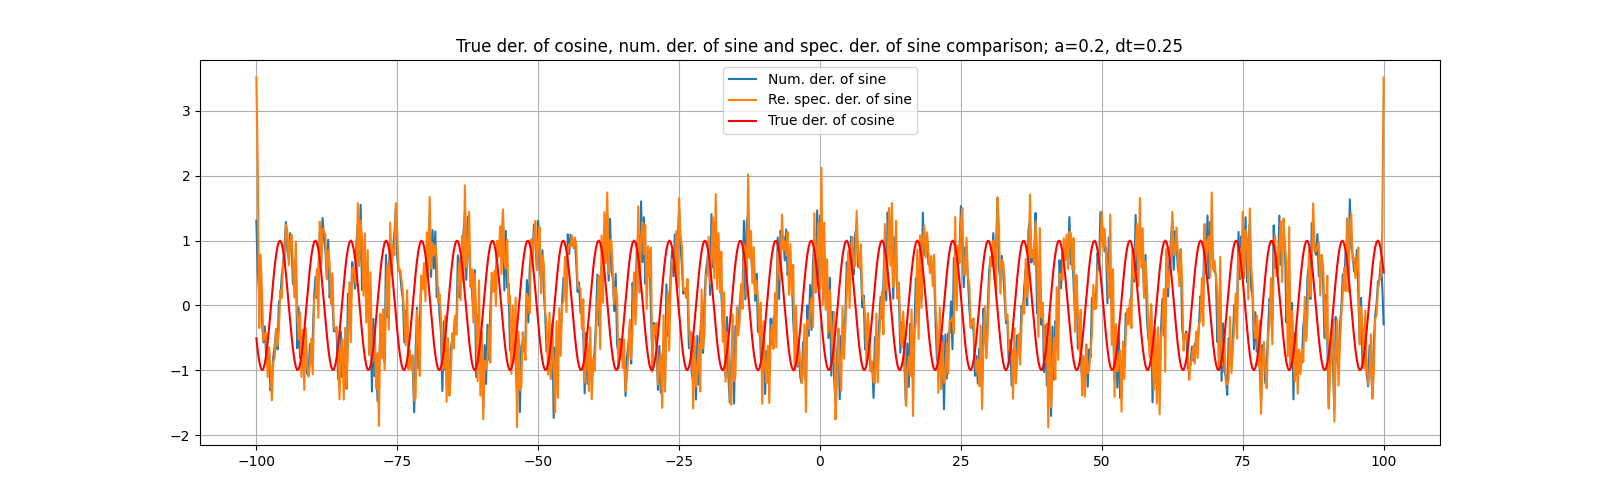 True der. of cosine, num. der. of sine and spec. der. of sine comparison; a=0.2, dt=0.25
Num. der. of sine
Re. spec. der. of sine
True der. of cosine
3
2
1
0
−1
−2
−100 −75 −50 −25 0 25 50 75 100